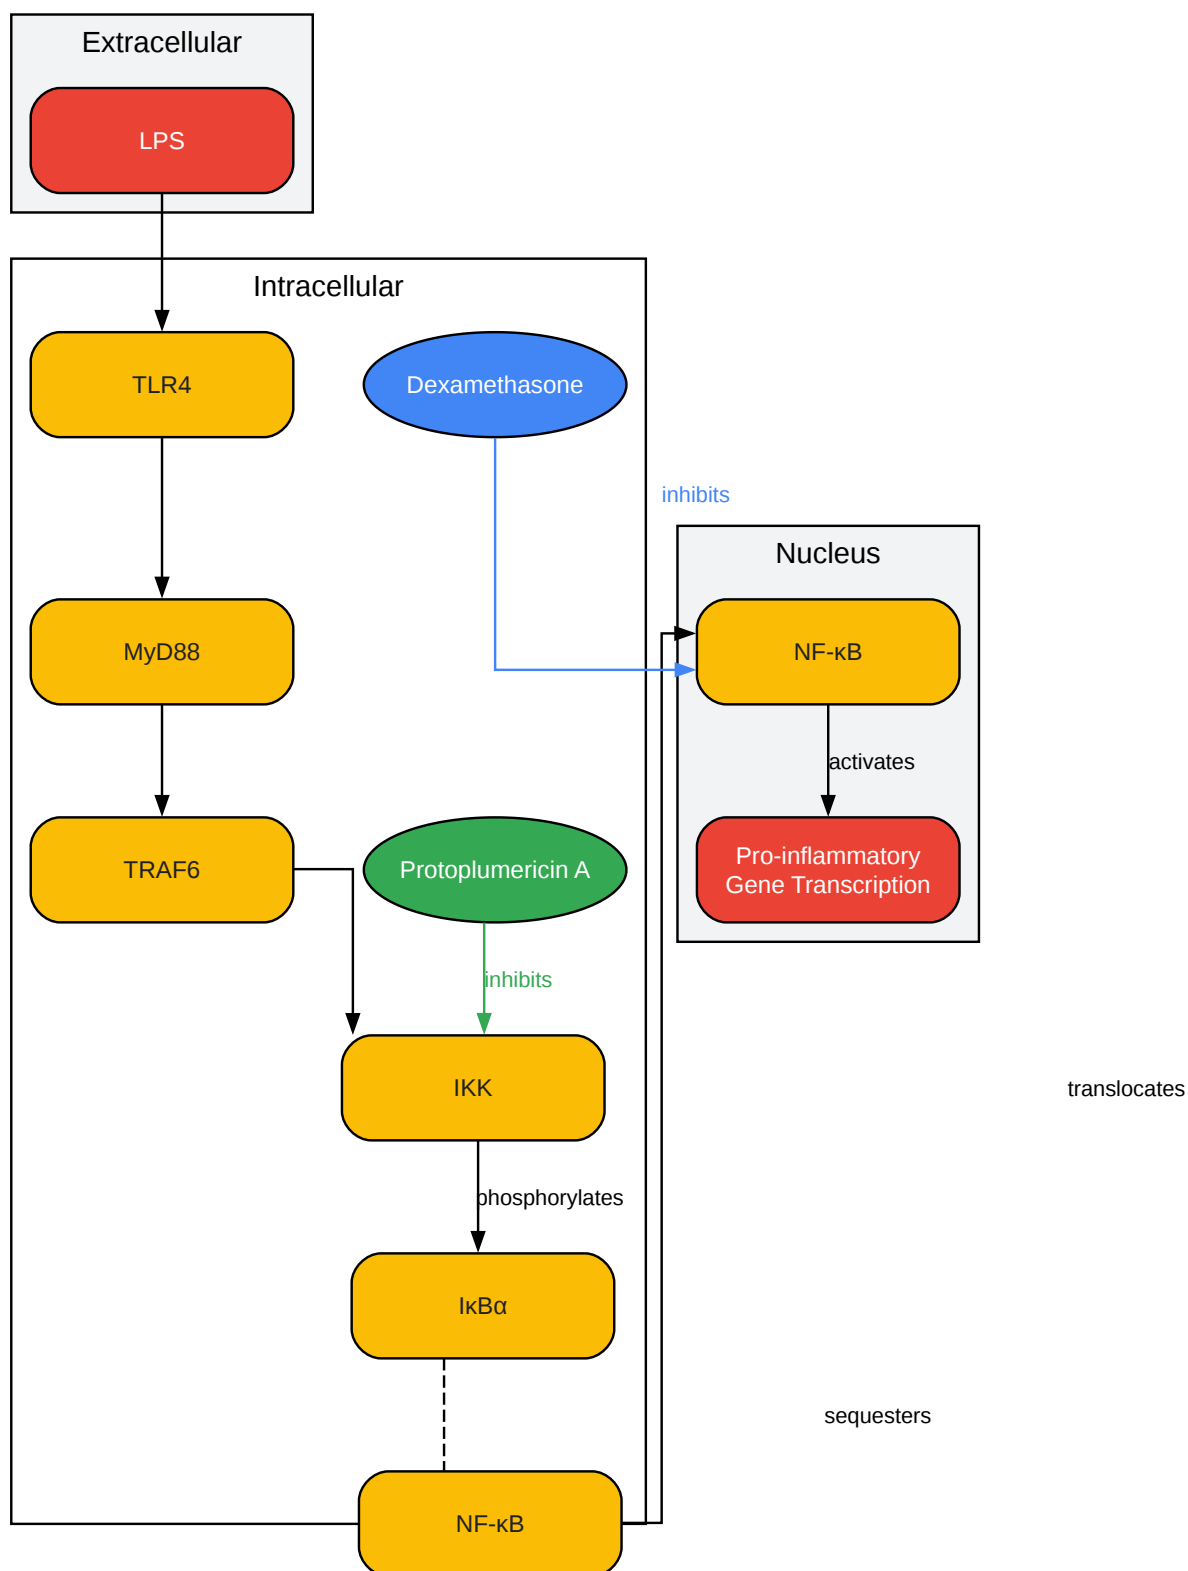 Extracellular
LPS
Intracellular
TLR4
Dexamethasone
inhibits
Nucleus
MyD88
NF-κB
activates
TRAF6
Protoplumericin A
Pro-inflammatory
Gene Transcription
inhibits
IKK
translocates
phosphorylates
IκBα
sequesters
NF-κB